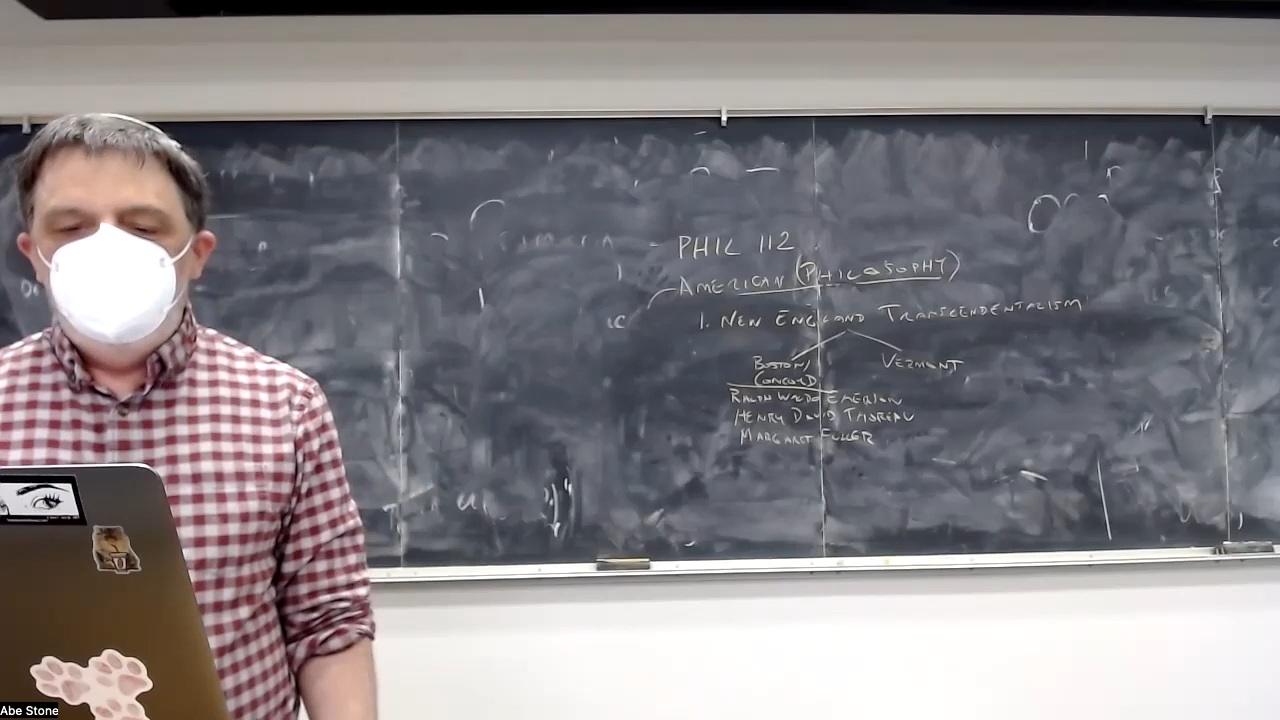 PHIL 112
AMERICAN (PHILOSOPHY)
1. NEW ENGLAND TRANSCENDENTALISM
BOSTON/ VERMONT
CONCORD
RALPH WALDO EMERSON
HENRY DAVID THOREAU
MARGARET FULLER
Abe Stone